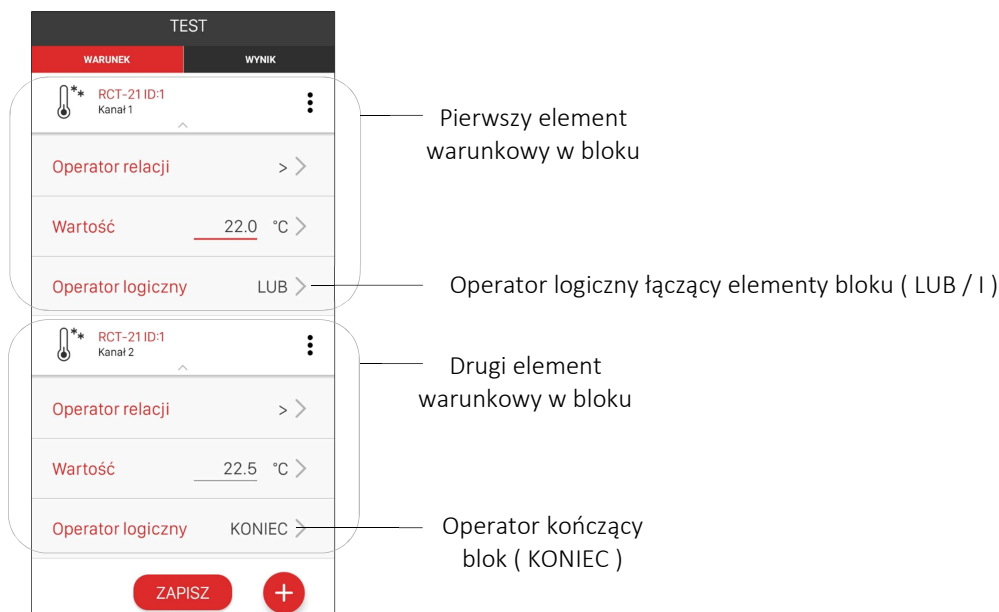 TEST
WARUNEK WYNIK
** RCT-21 ID:1
Kanał 1
Operator relacji >
Wartość 22.0 °C
Operator logiczny LUB
** RCT-21 ID:1
Kanał 2
Operator relacji >
Wartość 22.5 °C
Operator logiczny KONIEC
ZAPISZ +
Pierwszy element
warunkowy w bloku
Operator logiczny łączący elementy bloku ( LUB / I )
Drugi element
warunkowy w bloku
Operator kończący
blok ( KONIEC )